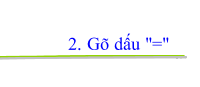 2. Gõ dấu "="